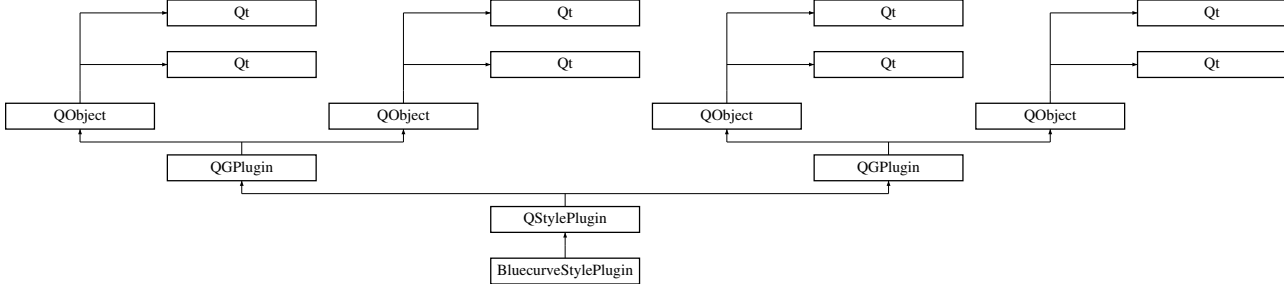 Qt Qt Qt Qt
Qt Qt Qt Qt
QObject QObject QObject QObject
QGPlugin QGPlugin
QStylePlugin
BluecurveStylePlugin